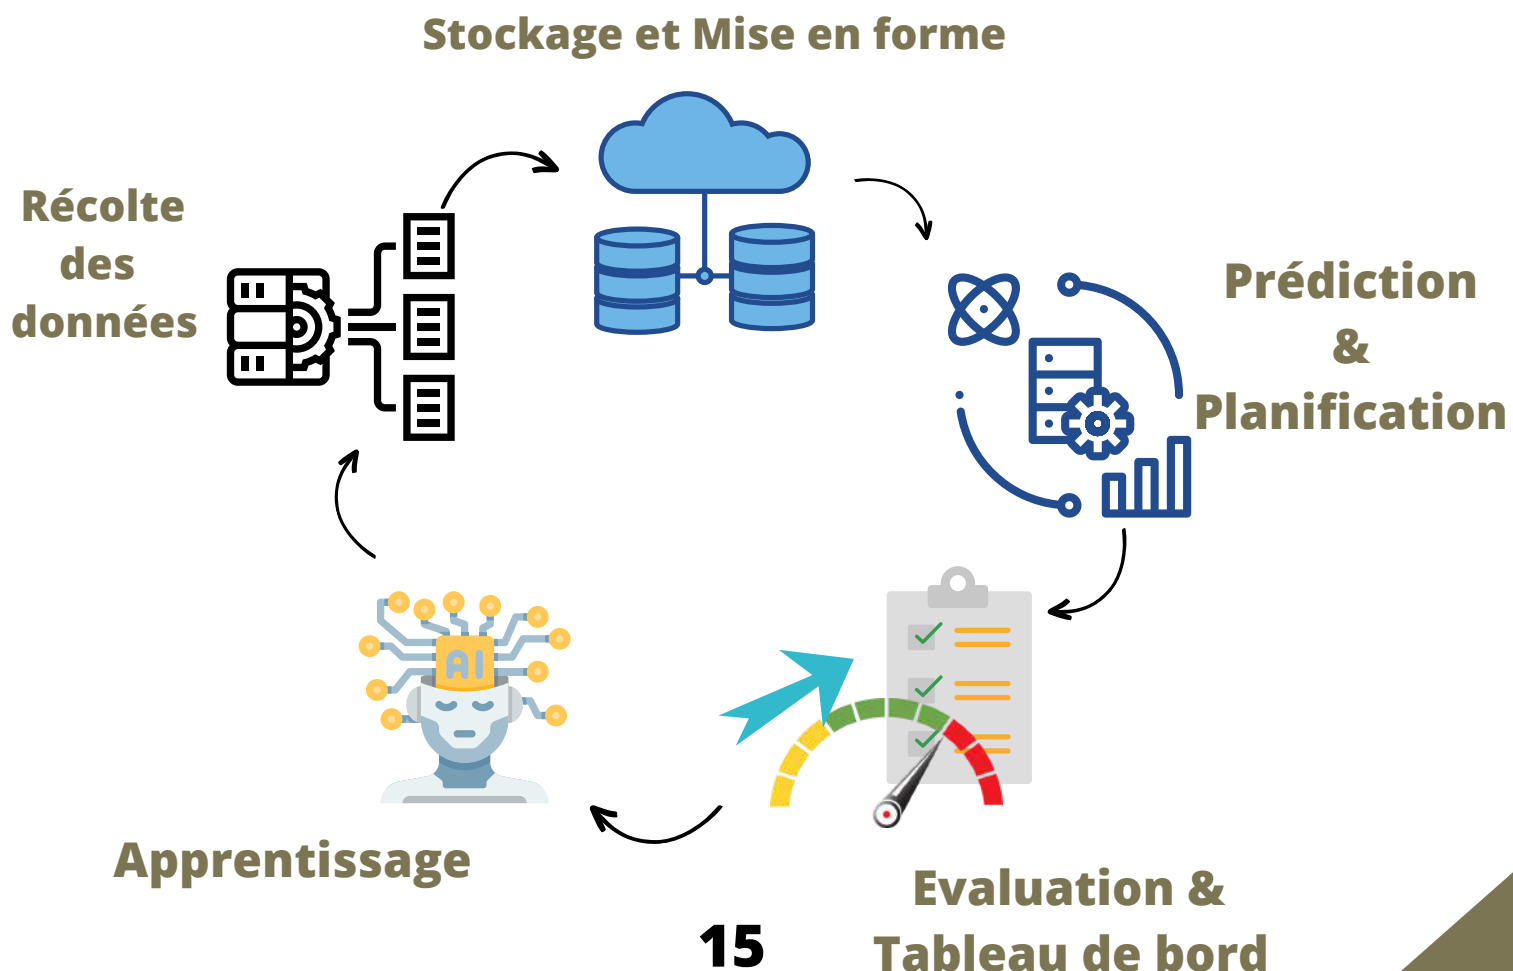 Stockage et Mise en forme
Récolte
des
données
Prédiction
&
Planification
AI
Apprentissage
Evaluation &
Tableau de bord
15